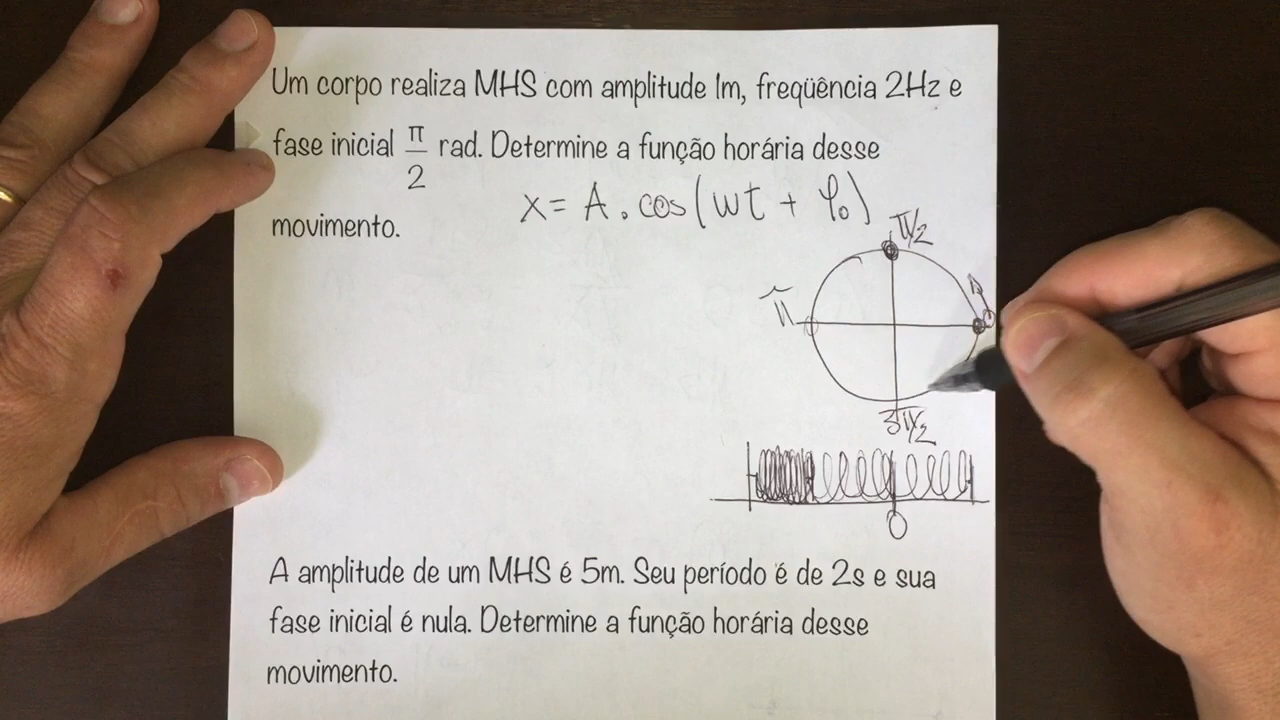 Um corpo realiza MHS com amplitude 1m, freqüência 2Hz e
fase inicial π/2 rad. Determine a função horária desse
movimento.
x = A . cos(wt + φ₀)
π/2
π
A
0
3π/2
0
A amplitude de um MHS é 5m. Seu período é de 2s e sua
fase inicial é nula. Determine a função horária desse
movimento.